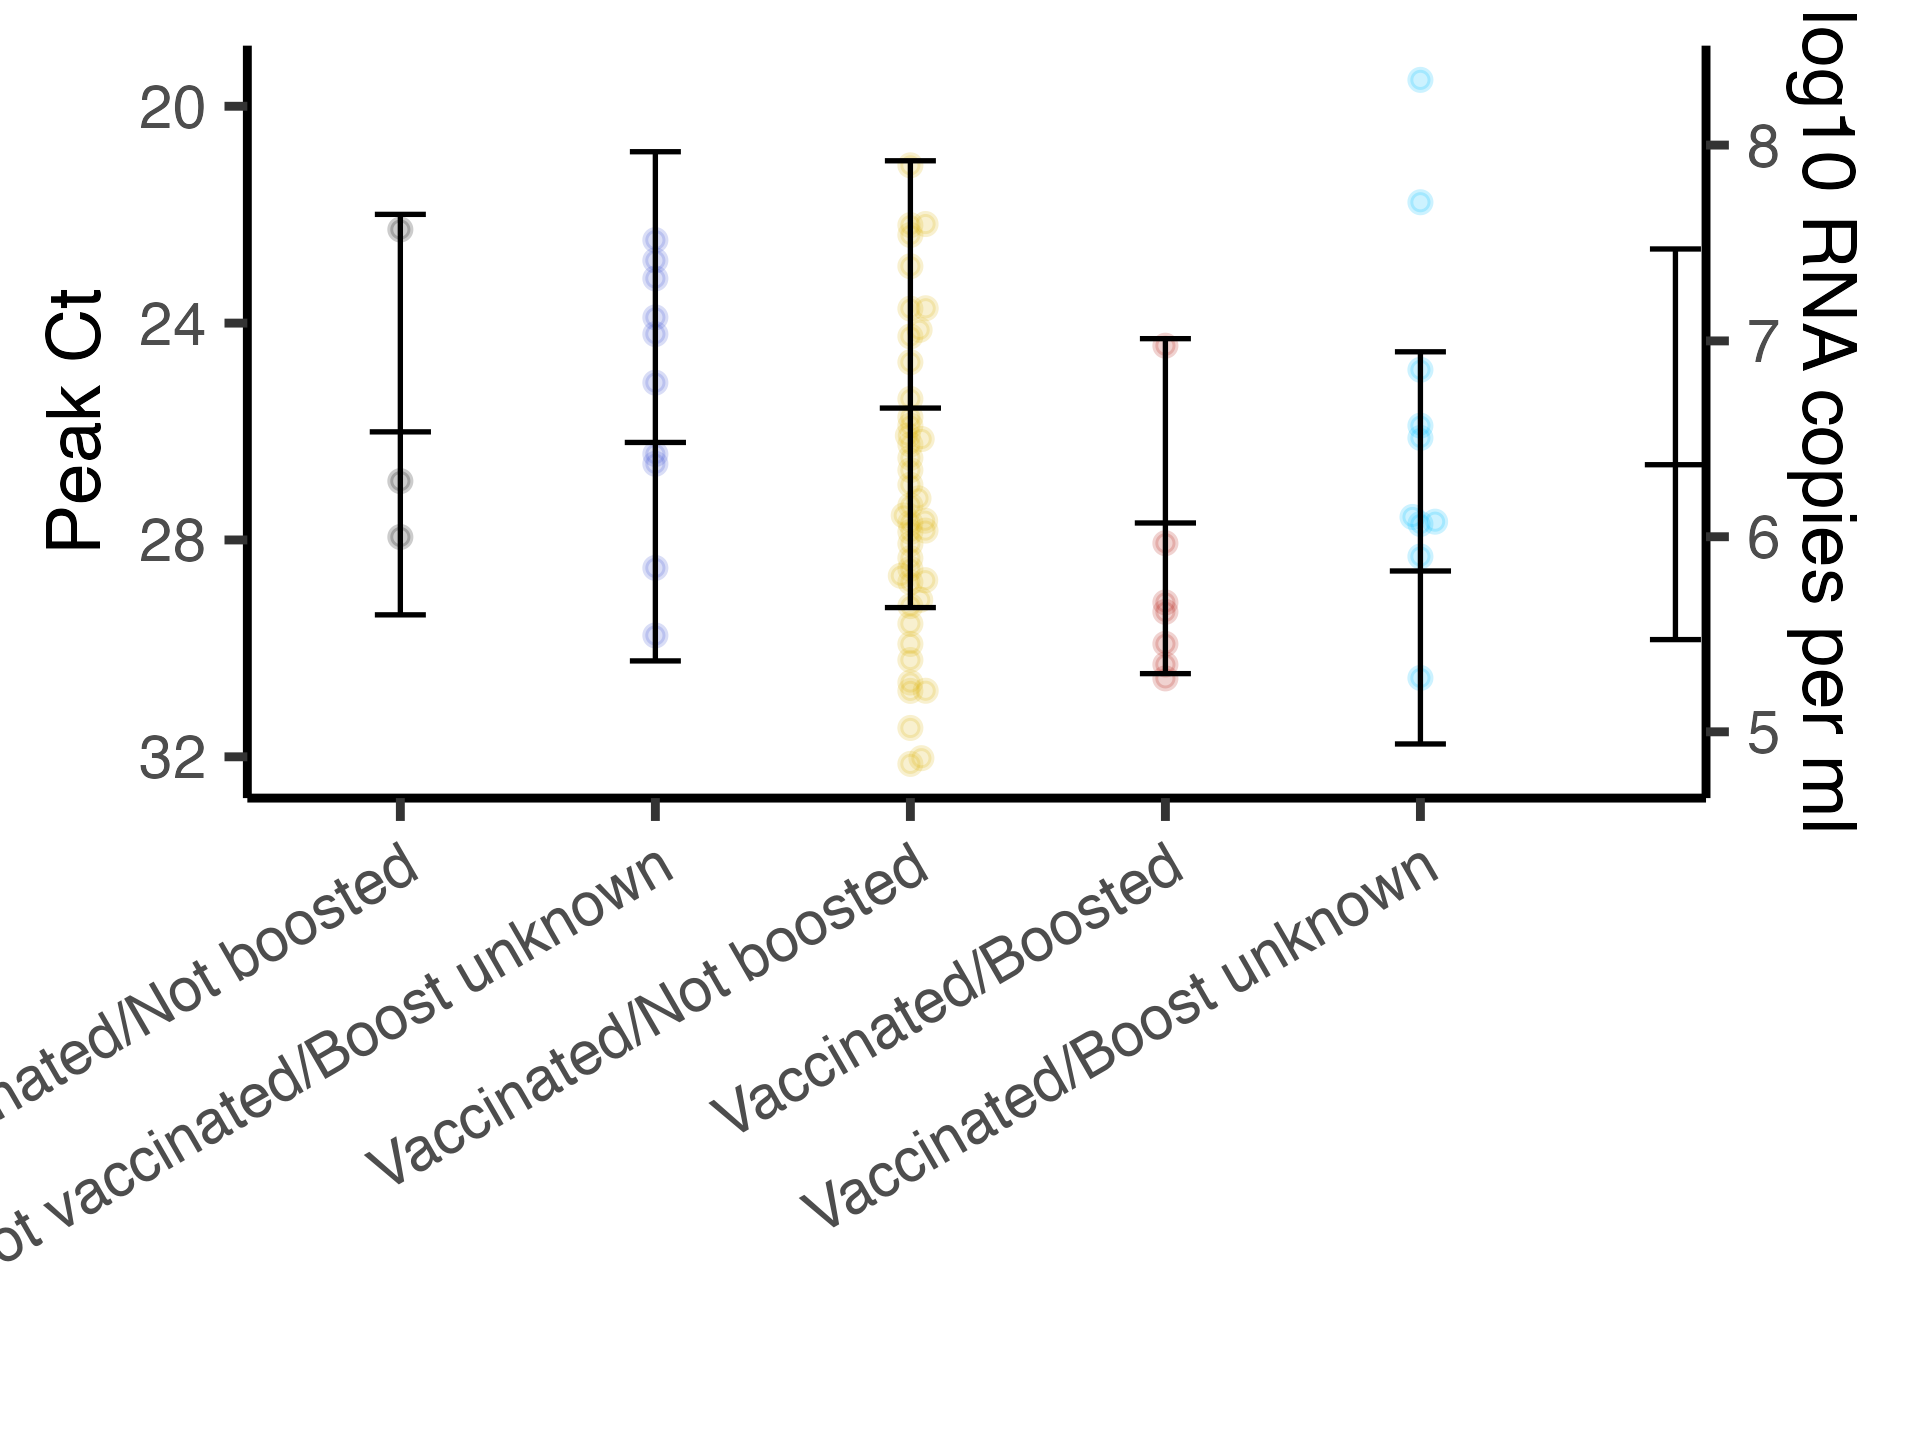 Peak Ct
20
24
28
32
log10 RNA copies per ml
8
7
6
5
nated/Not boosted
ot vaccinated/Boost unknown
Vaccinated/Not boosted
Vaccinated/Boosted
Vaccinated/Boost unknown